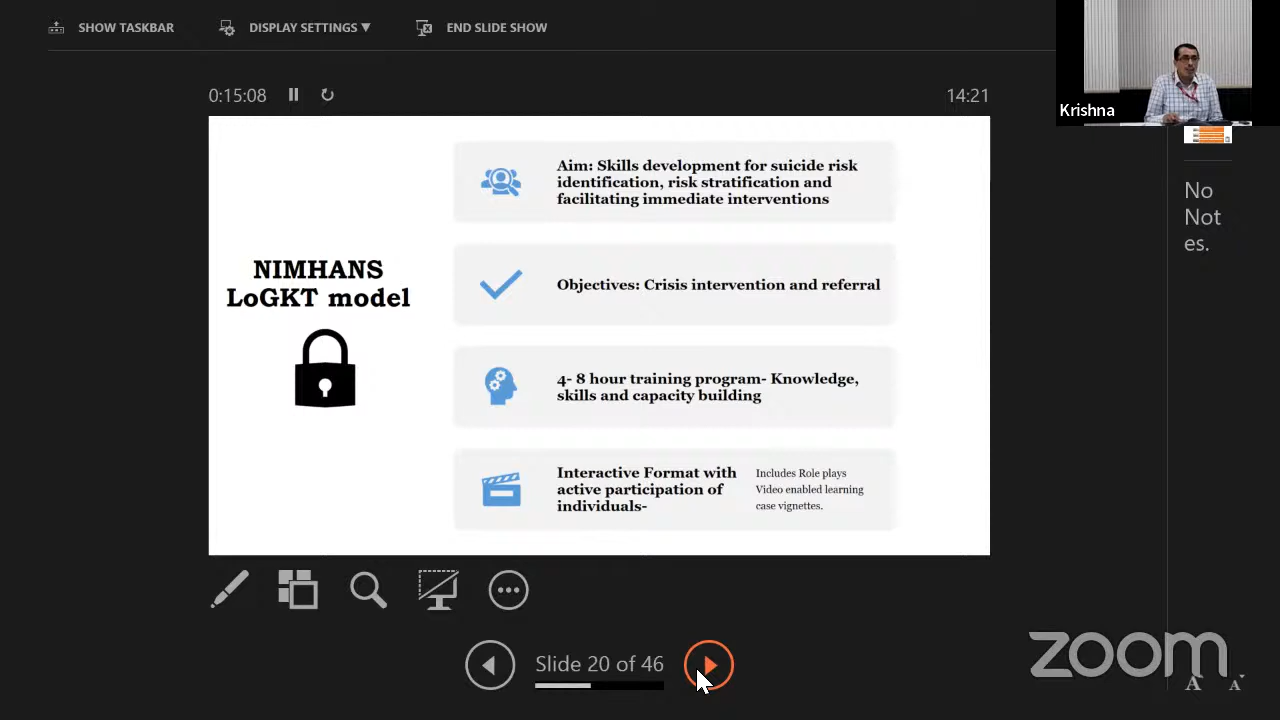 SHOW TASKBAR
DISPLAY SETTINGS ▼
END SLIDE SHOW
Krishna
0:15:08
14:21
NIMHANS
LoGKT model
Aim: Skills development for suicide risk
identification, risk stratification and
facilitating immediate interventions
Objectives: Crisis intervention and referral
4- 8 hour training program- Knowledge,
skills and capacity building
Interactive Format with
active participation of
individuals-
Includes Role plays
Video enabled learning
case vignettes.
No
Not
es.
Slide 20 of 46
zoom
A A